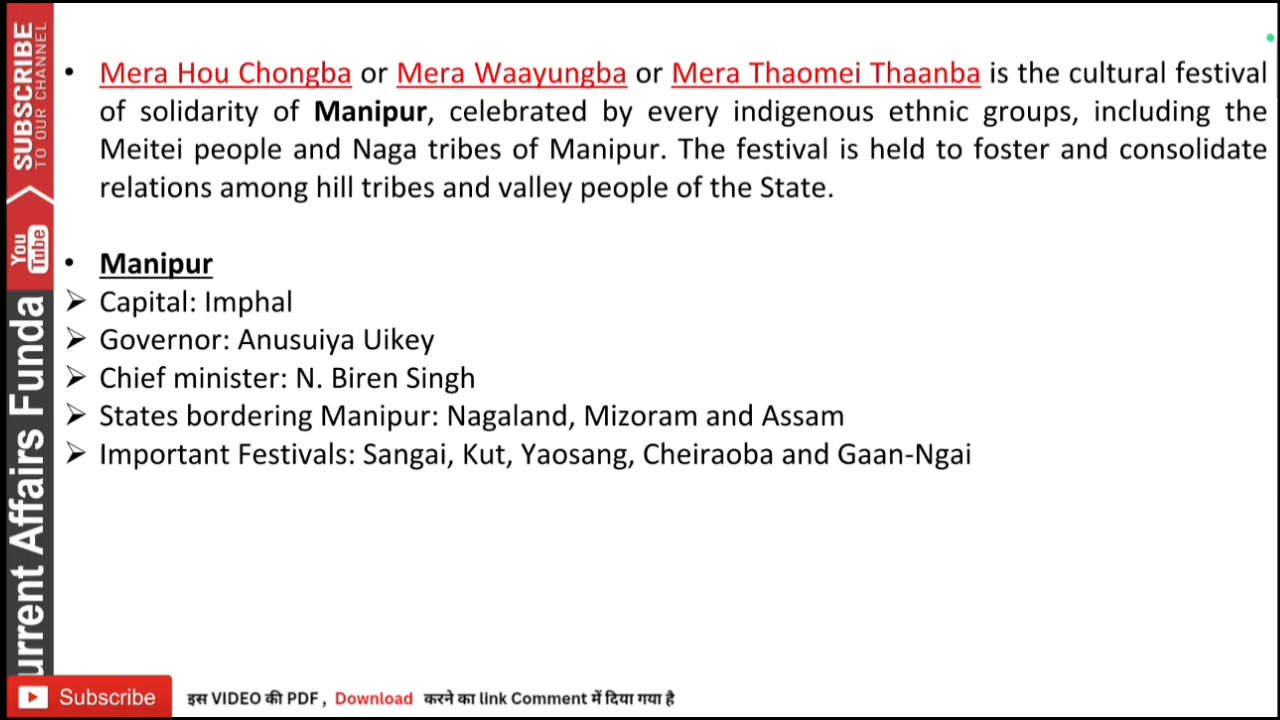 • Mera Hou Chongba or Mera Waayungba or Mera Thaomei Thaanba is the cultural festival
of solidarity of Manipur, celebrated by every indigenous ethnic groups, including the
Meitei people and Naga tribes of Manipur. The festival is held to foster and consolidate
relations among hill tribes and valley people of the State.
• Manipur
➢ Capital: Imphal
➢ Governor: Anusuiya Uikey
➢ Chief minister: N. Biren Singh
➢ States bordering Manipur: Nagaland, Mizoram and Assam
➢ Important Festivals: Sangai, Kut, Yaosang, Cheiraoba and Gaan-Ngai
SUBSCRIBE
TO OUR CHANNEL
You
Tube
urrent Affairs Funda
Subscribe
इस VIDEO की PDF , Download करने का link Comment में दिया गया है